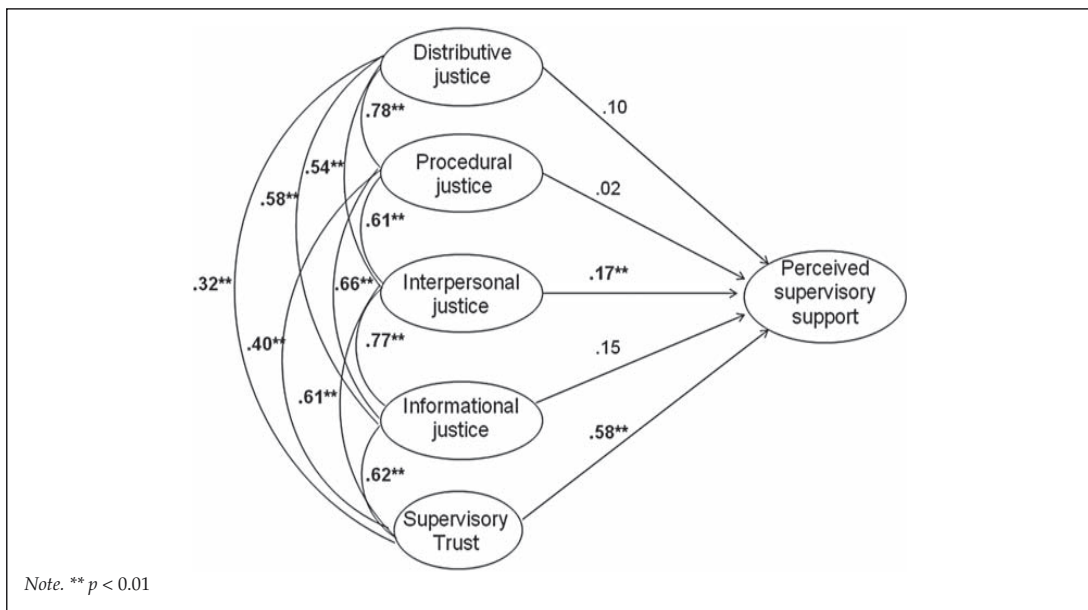 Distributive
justice
.10
.78**
Procedural
justice
.54**
.02
.58**
.61**
.17**
.32**
.66**
Interpersonal
justice
Perceived
supervisory
support
.77**
.40**
.15
.61**
Informational
justice
.58**
.62**
Supervisory
Trust
Note. ** p < 0.01